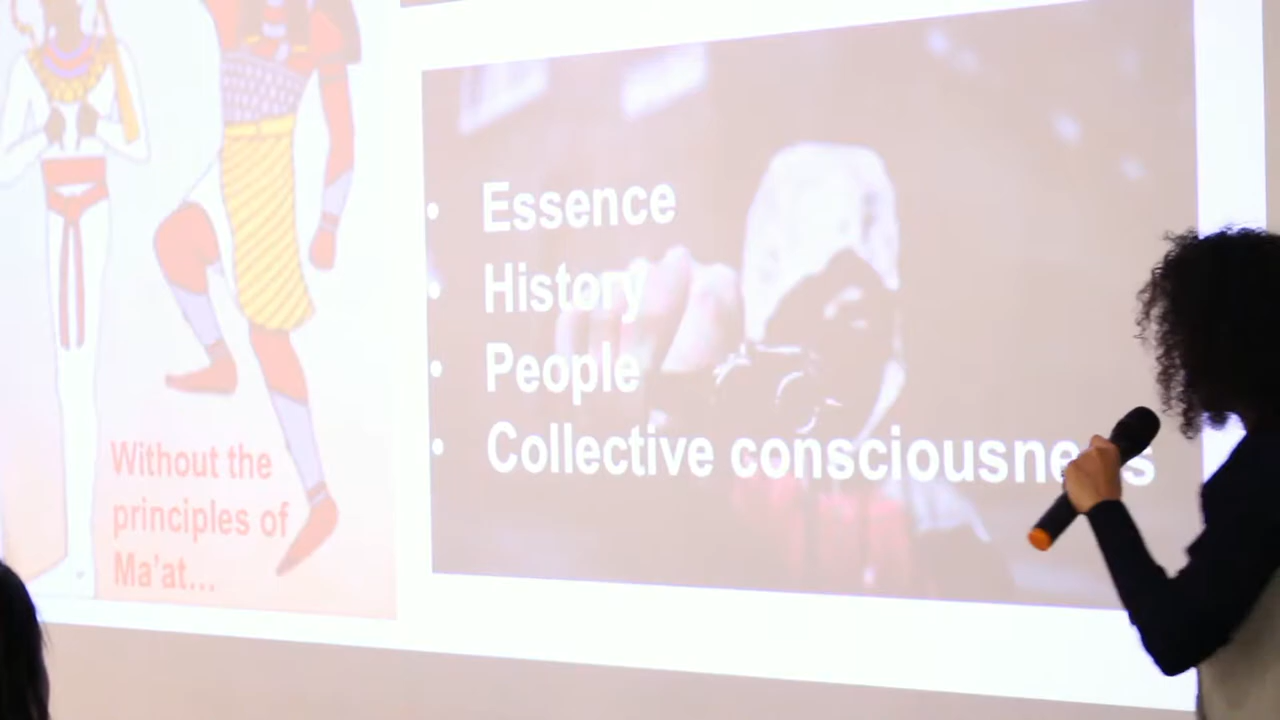 Without the
principles of
Ma'at...
• Essence
• History
• People
• Collective consciousness